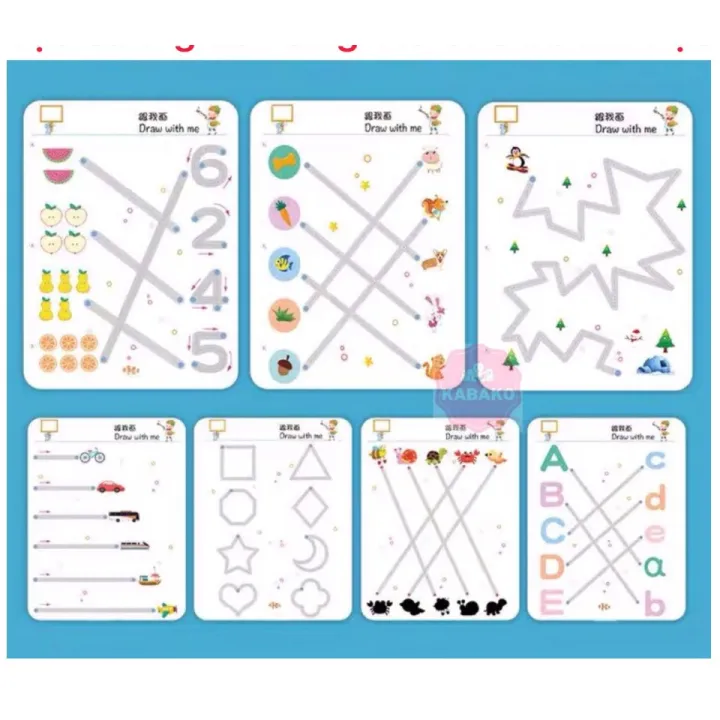 跟我画
Draw with me
6
2
4
5
跟我画
Draw with me
跟我画
Draw with me
KABAKO
跟我画
Draw with me
跟我画
Draw with me
跟我画
Draw with me
跟我画
Draw with me
A c
B d
C e
D a
E b